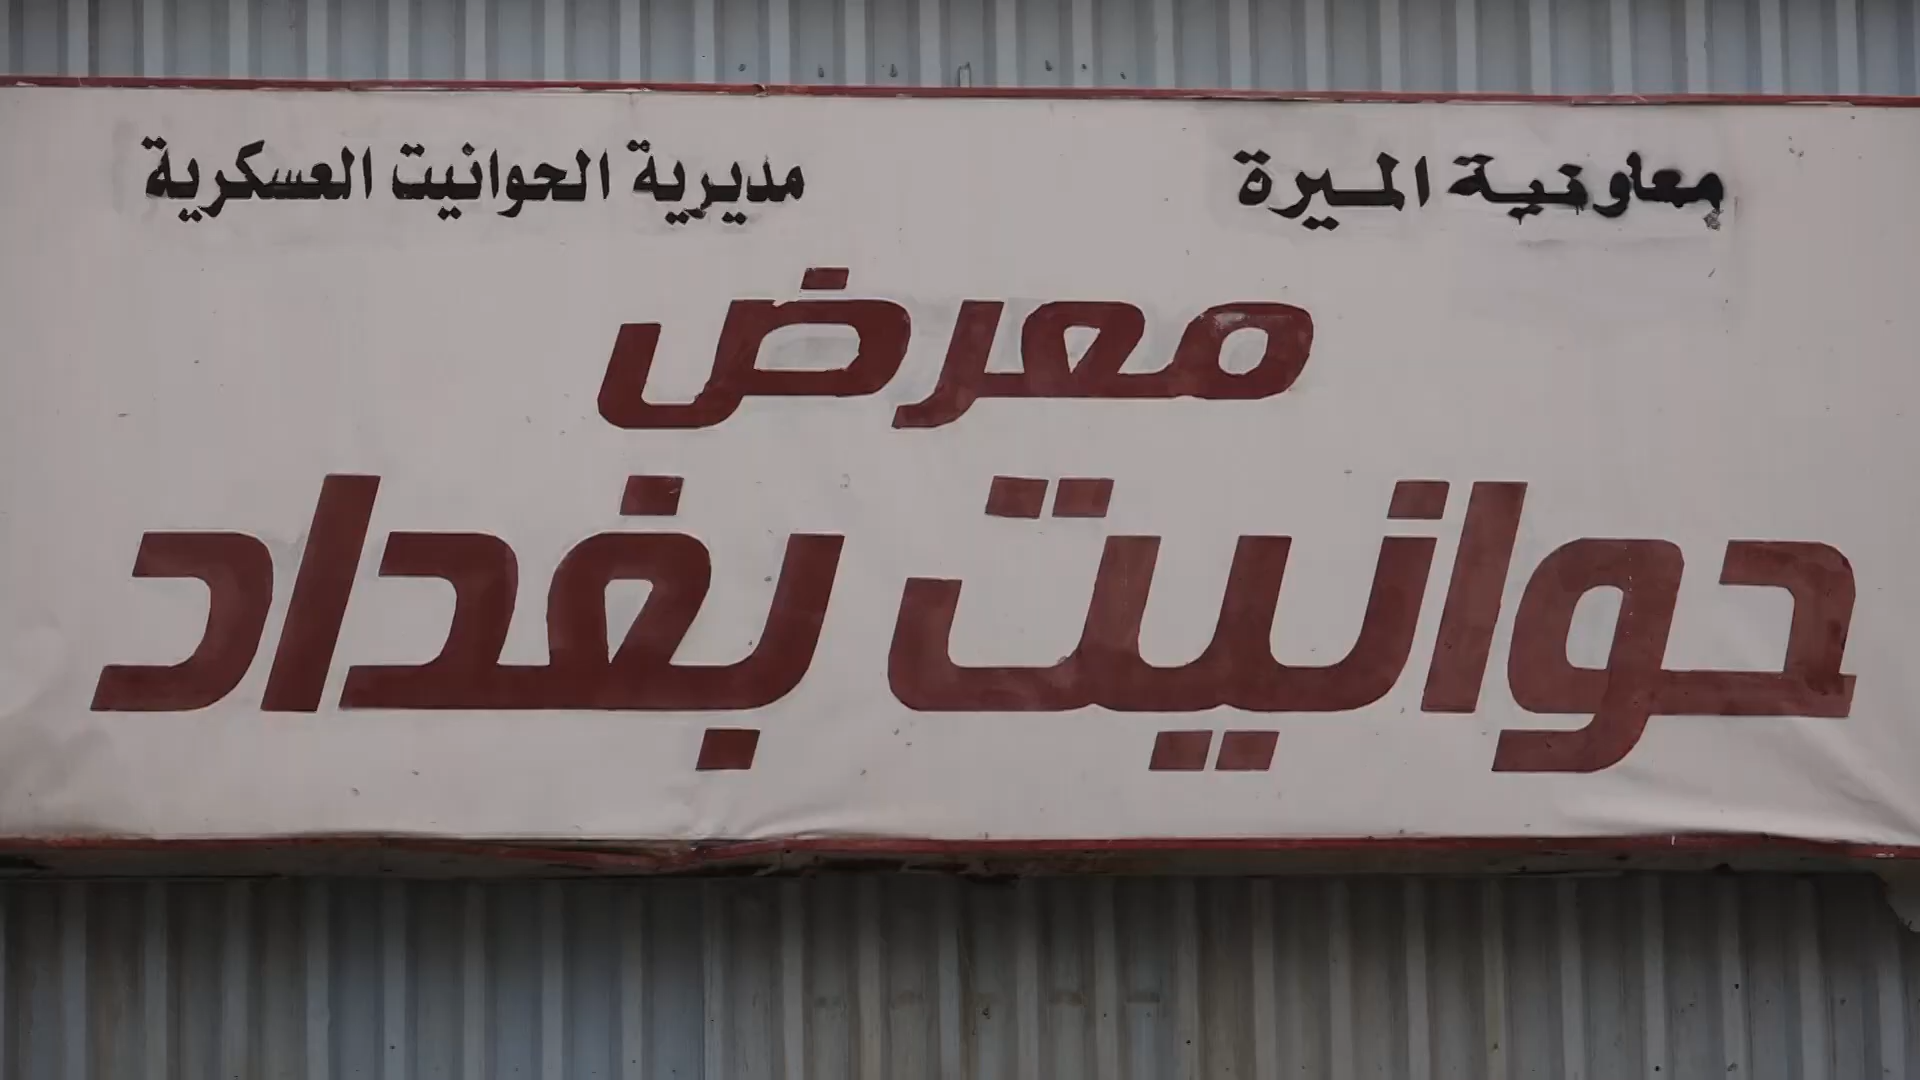 معاونية الميرة مديرية الحوانيت العسكرية
معرض
حوانيت بغداد